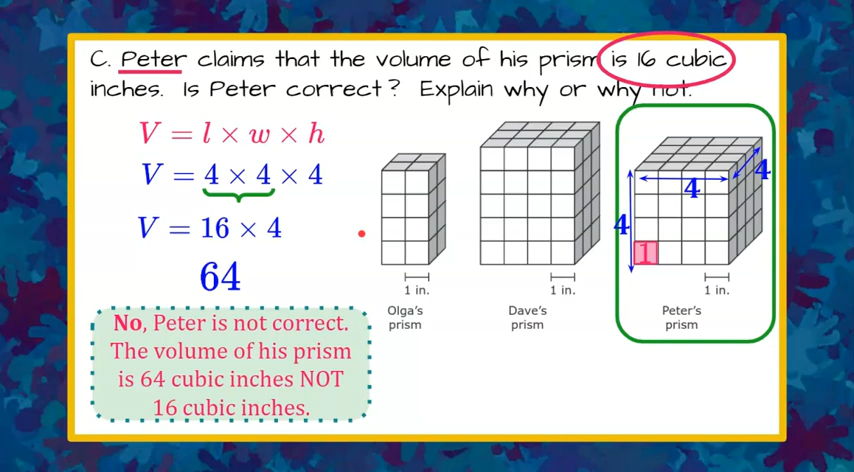 C. Peter claims that the volume of his prism is 16 cubic
inches. Is Peter correct? Explain why or why not.
V = l × w × h
V = 4 × 4 × 4
V = 16 × 4
64
No, Peter is not correct.
The volume of his prism
is 64 cubic inches NOT
16 cubic inches.
1 in.
Olga's
prism
1 in.
Dave's
prism
4
4
4
1
1 in.
Peter's
prism